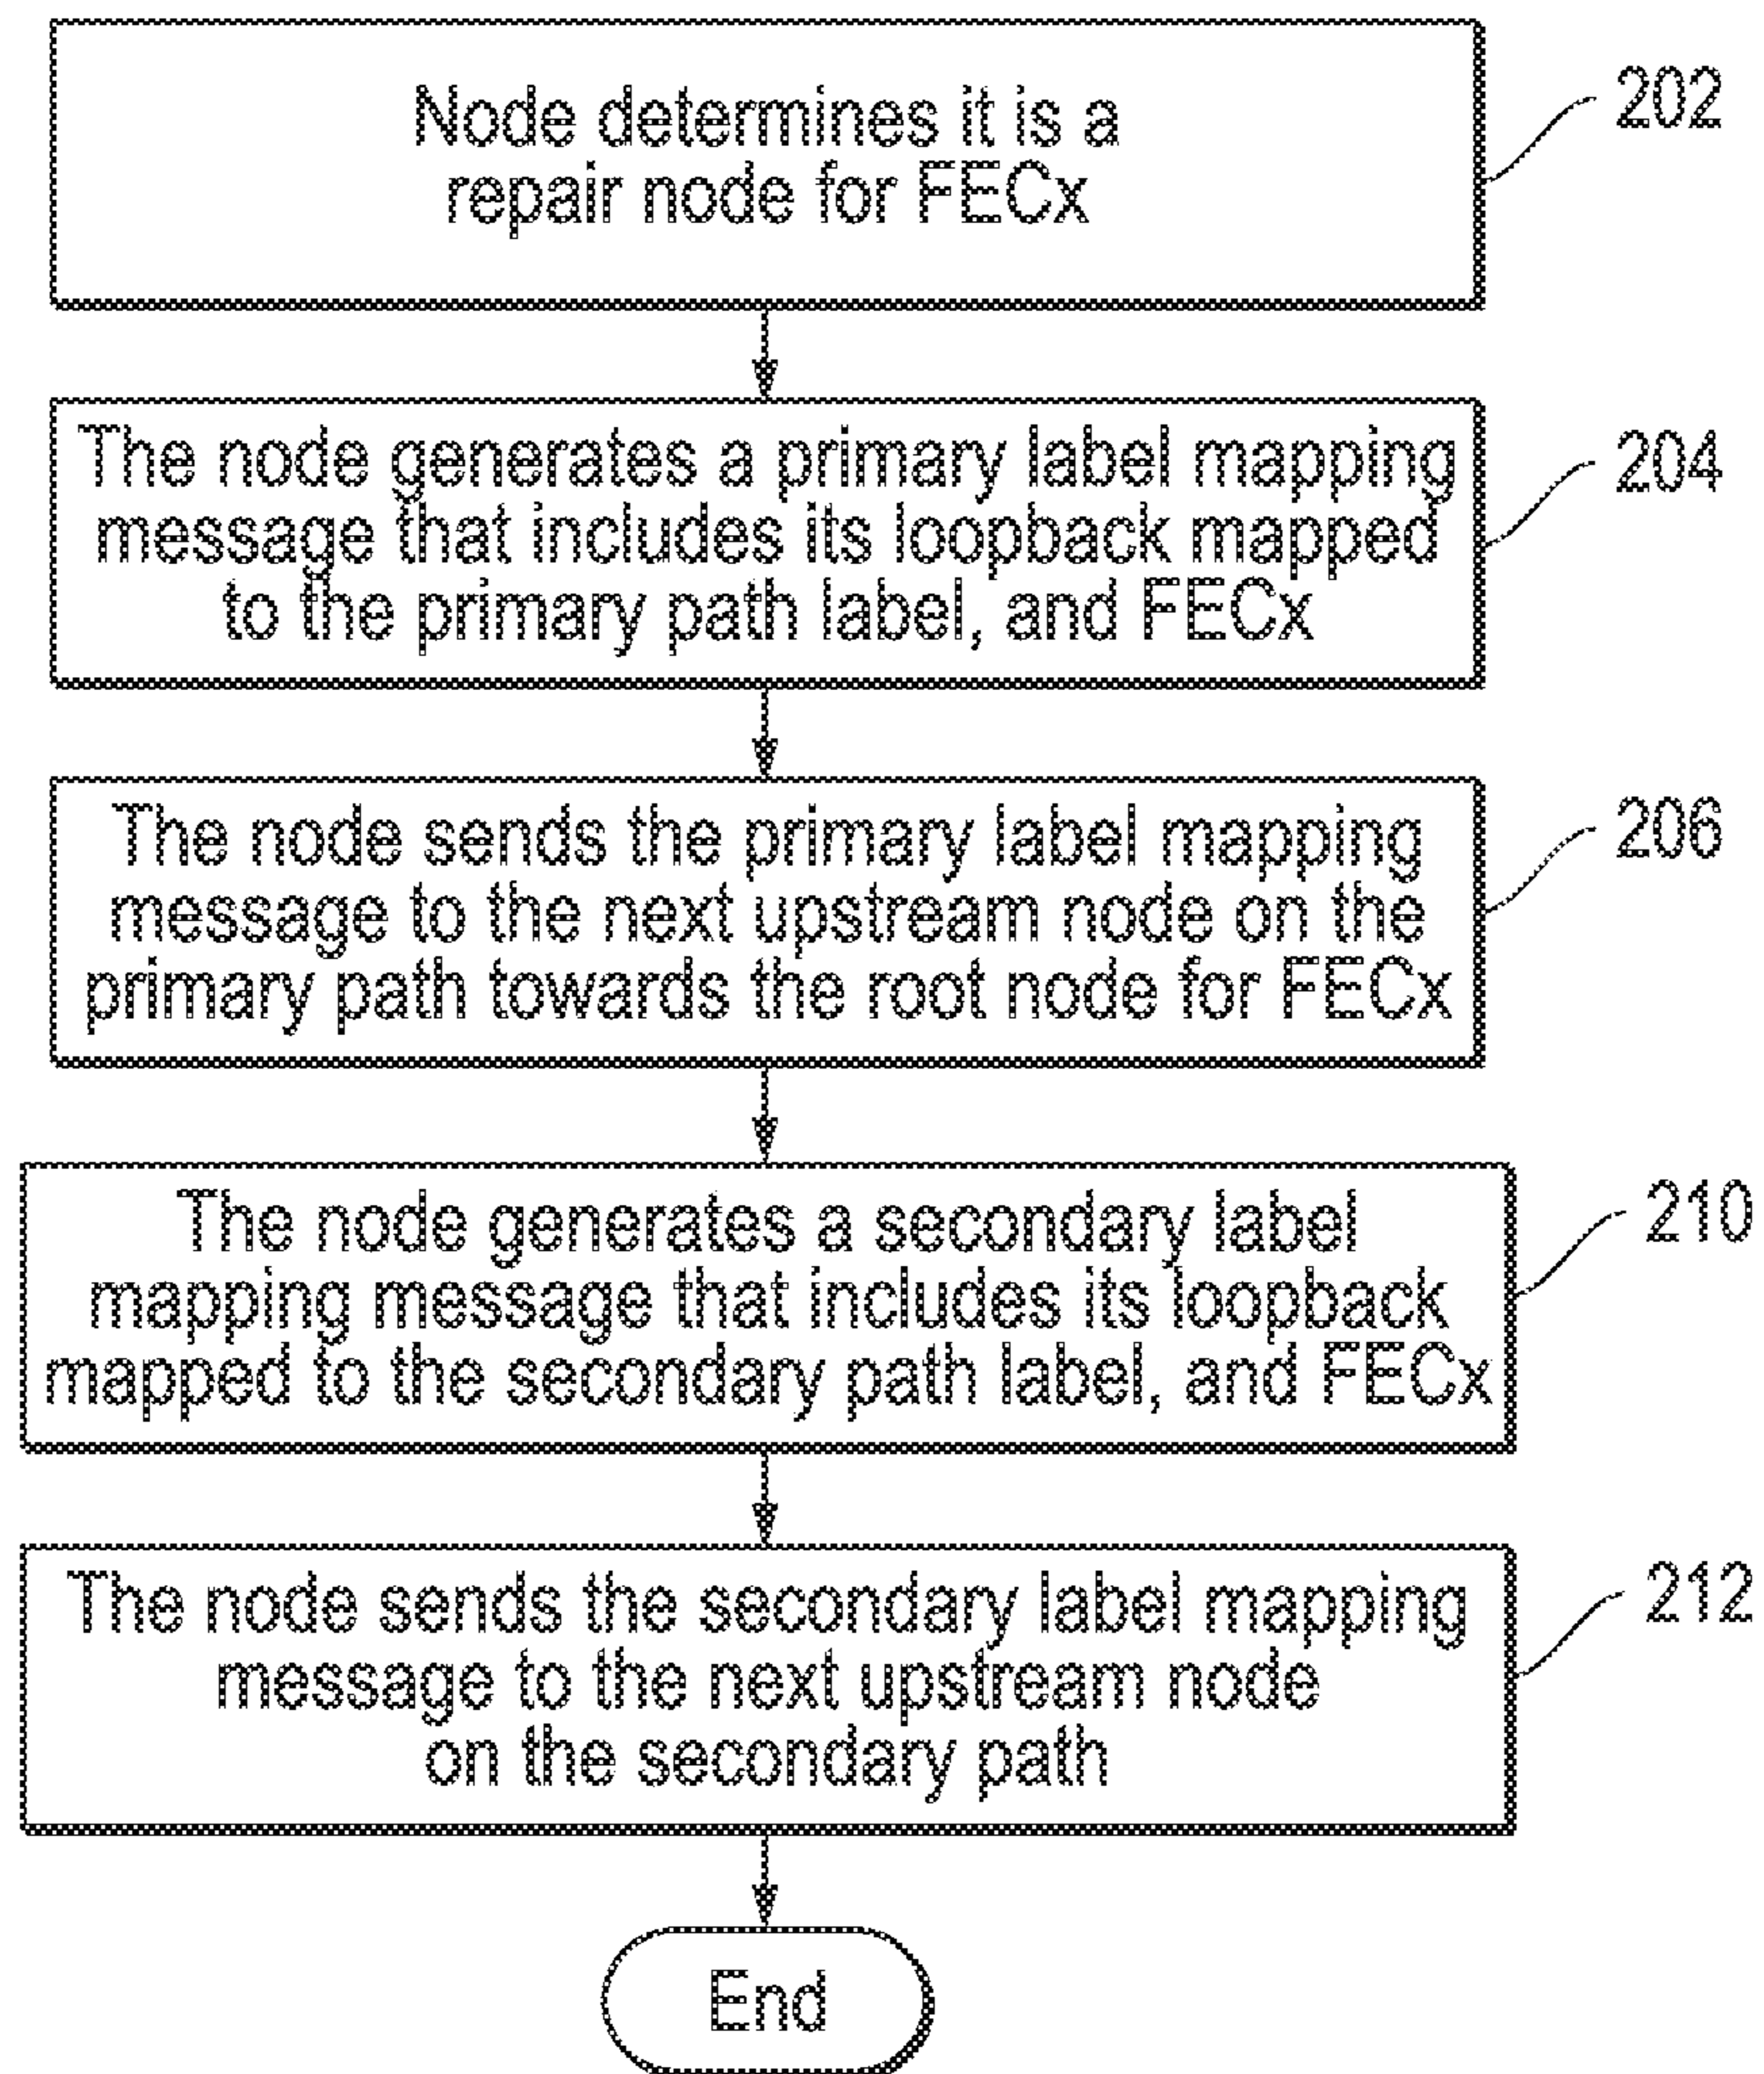 Node determines it is a
repair node for FECx
202
The node generates a primary label mapping
message that includes its loopback mapped
to the primary path label, and FECx
204
The node sends the primary label mapping
message to the next upstream node on the
primary path towards the root node for FECx
206
The node generates a secondary label
mapping message that includes its loopback
mapped to the secondary path label, and FECx
210
The node sends the secondary label mapping
message to the next upstream node
on the secondary path
212
End